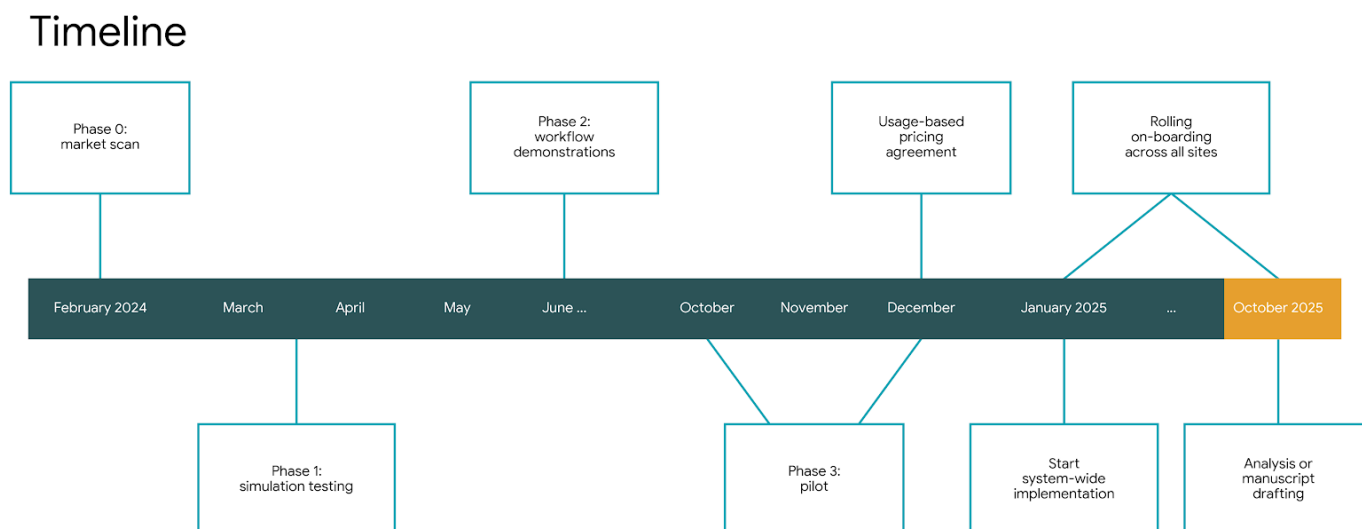 Timeline
Phase 0:
market scan
Phase 2:
workflow
demonstrations
Usage-based
pricing
agreement
Rolling
on-boarding
across all sites
February 2024
March
April
May
June ...
October
November
December
January 2025
...
October 2025
Phase 1:
simulation testing
Phase 3:
pilot
Start
system-wide
implementation
Analysis or
manuscript
drafting